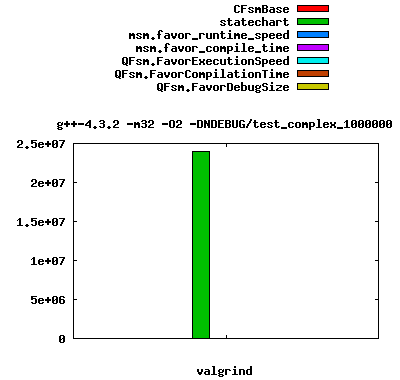 CFsmBase
statechart
msm.favor_runtime_speed
msm.favor_compile_time
QFsm.FavorExecutionSpeed
QFsm.FavorCompilationTime
QFsm.FavorDebugSize
g++-4.3.2 -m32 -O2 -DNDEBUG/test_complex_1000000
2.5e+07
2e+07
1.5e+07
1e+07
5e+06
0
valgrind